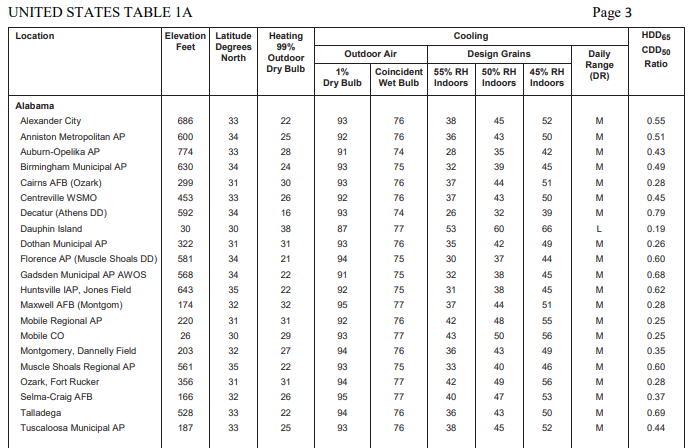 UNITED STATES TABLE 1A Page 3
Location Elevation Feet Latitude Degrees North Heating 99% Outdoor Dry Bulb Cooling HDD65 CDD50 Ratio
Outdoor Air Design Grains Daily Range (DR)
1% Dry Bulb Coincident Wet Bulb 55% RH Indoors 50% RH Indoors 45% RH Indoors
Alabama
Alexander City 686 33 22 93 76 38 45 52 M 0.55
Anniston Metropolitan AP 600 34 25 92 76 36 43 50 M 0.51
Auburn-Opelika AP 774 33 28 91 74 28 35 42 M 0.43
Birmingham Municipal AP 630 34 24 93 75 32 39 45 M 0.49
Cairns AFB (Ozark) 299 31 30 93 76 37 44 51 M 0.28
Centreville WSMO 453 33 26 92 76 37 43 50 M 0.45
Decatur (Athens DD) 592 34 16 93 74 26 32 39 M 0.79
Dauphin Island 30 30 38 87 77 53 60 66 L 0.19
Dothan Municipal AP 322 31 31 93 76 35 42 49 M 0.26
Florence AP (Muscle Shoals DD) 581 34 21 94 75 30 37 44 M 0.60
Gadsden Municipal AP AWOS 568 34 22 91 75 32 38 45 M 0.68
Huntsville IAP, Jones Field 643 35 22 92 75 31 38 45 M 0.62
Maxwell AFB (Montgom) 174 32 32 95 77 37 44 51 M 0.28
Mobile Regional AP 220 31 31 92 76 42 48 55 M 0.25
Mobile CO 26 30 29 93 77 43 50 56 M 0.25
Montgomery, Dannelly Field 203 32 27 94 76 36 43 49 M 0.35
Muscle Shoals Regional AP 561 35 22 93 75 33 40 46 M 0.60
Ozark, Fort Rucker 356 31 31 94 77 42 49 56 M 0.28
Selma-Craig AFB 166 32 26 95 77 40 47 53 M 0.37
Talladega 528 33 22 94 76 36 43 50 M 0.69
Tuscaloosa Municipal AP 187 33 25 93 76 38 45 52 M 0.44